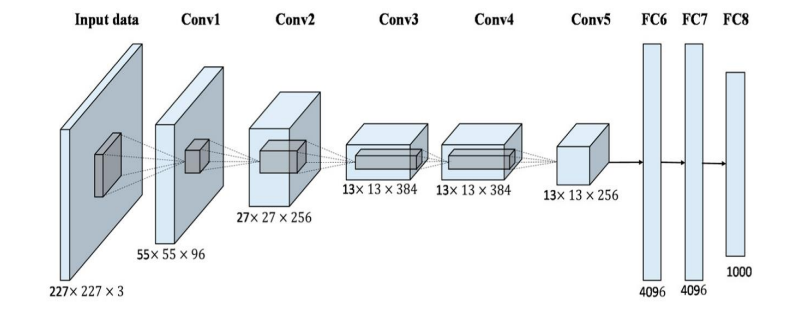 Input data Conv1 Conv2 Conv3 Conv4 Conv5 FC6 FC7 FC8
13× 13 × 384 13× 13 × 384 13× 13 × 256
27× 27 × 256
55× 55 × 96
1000
227× 227 × 3 4096 4096